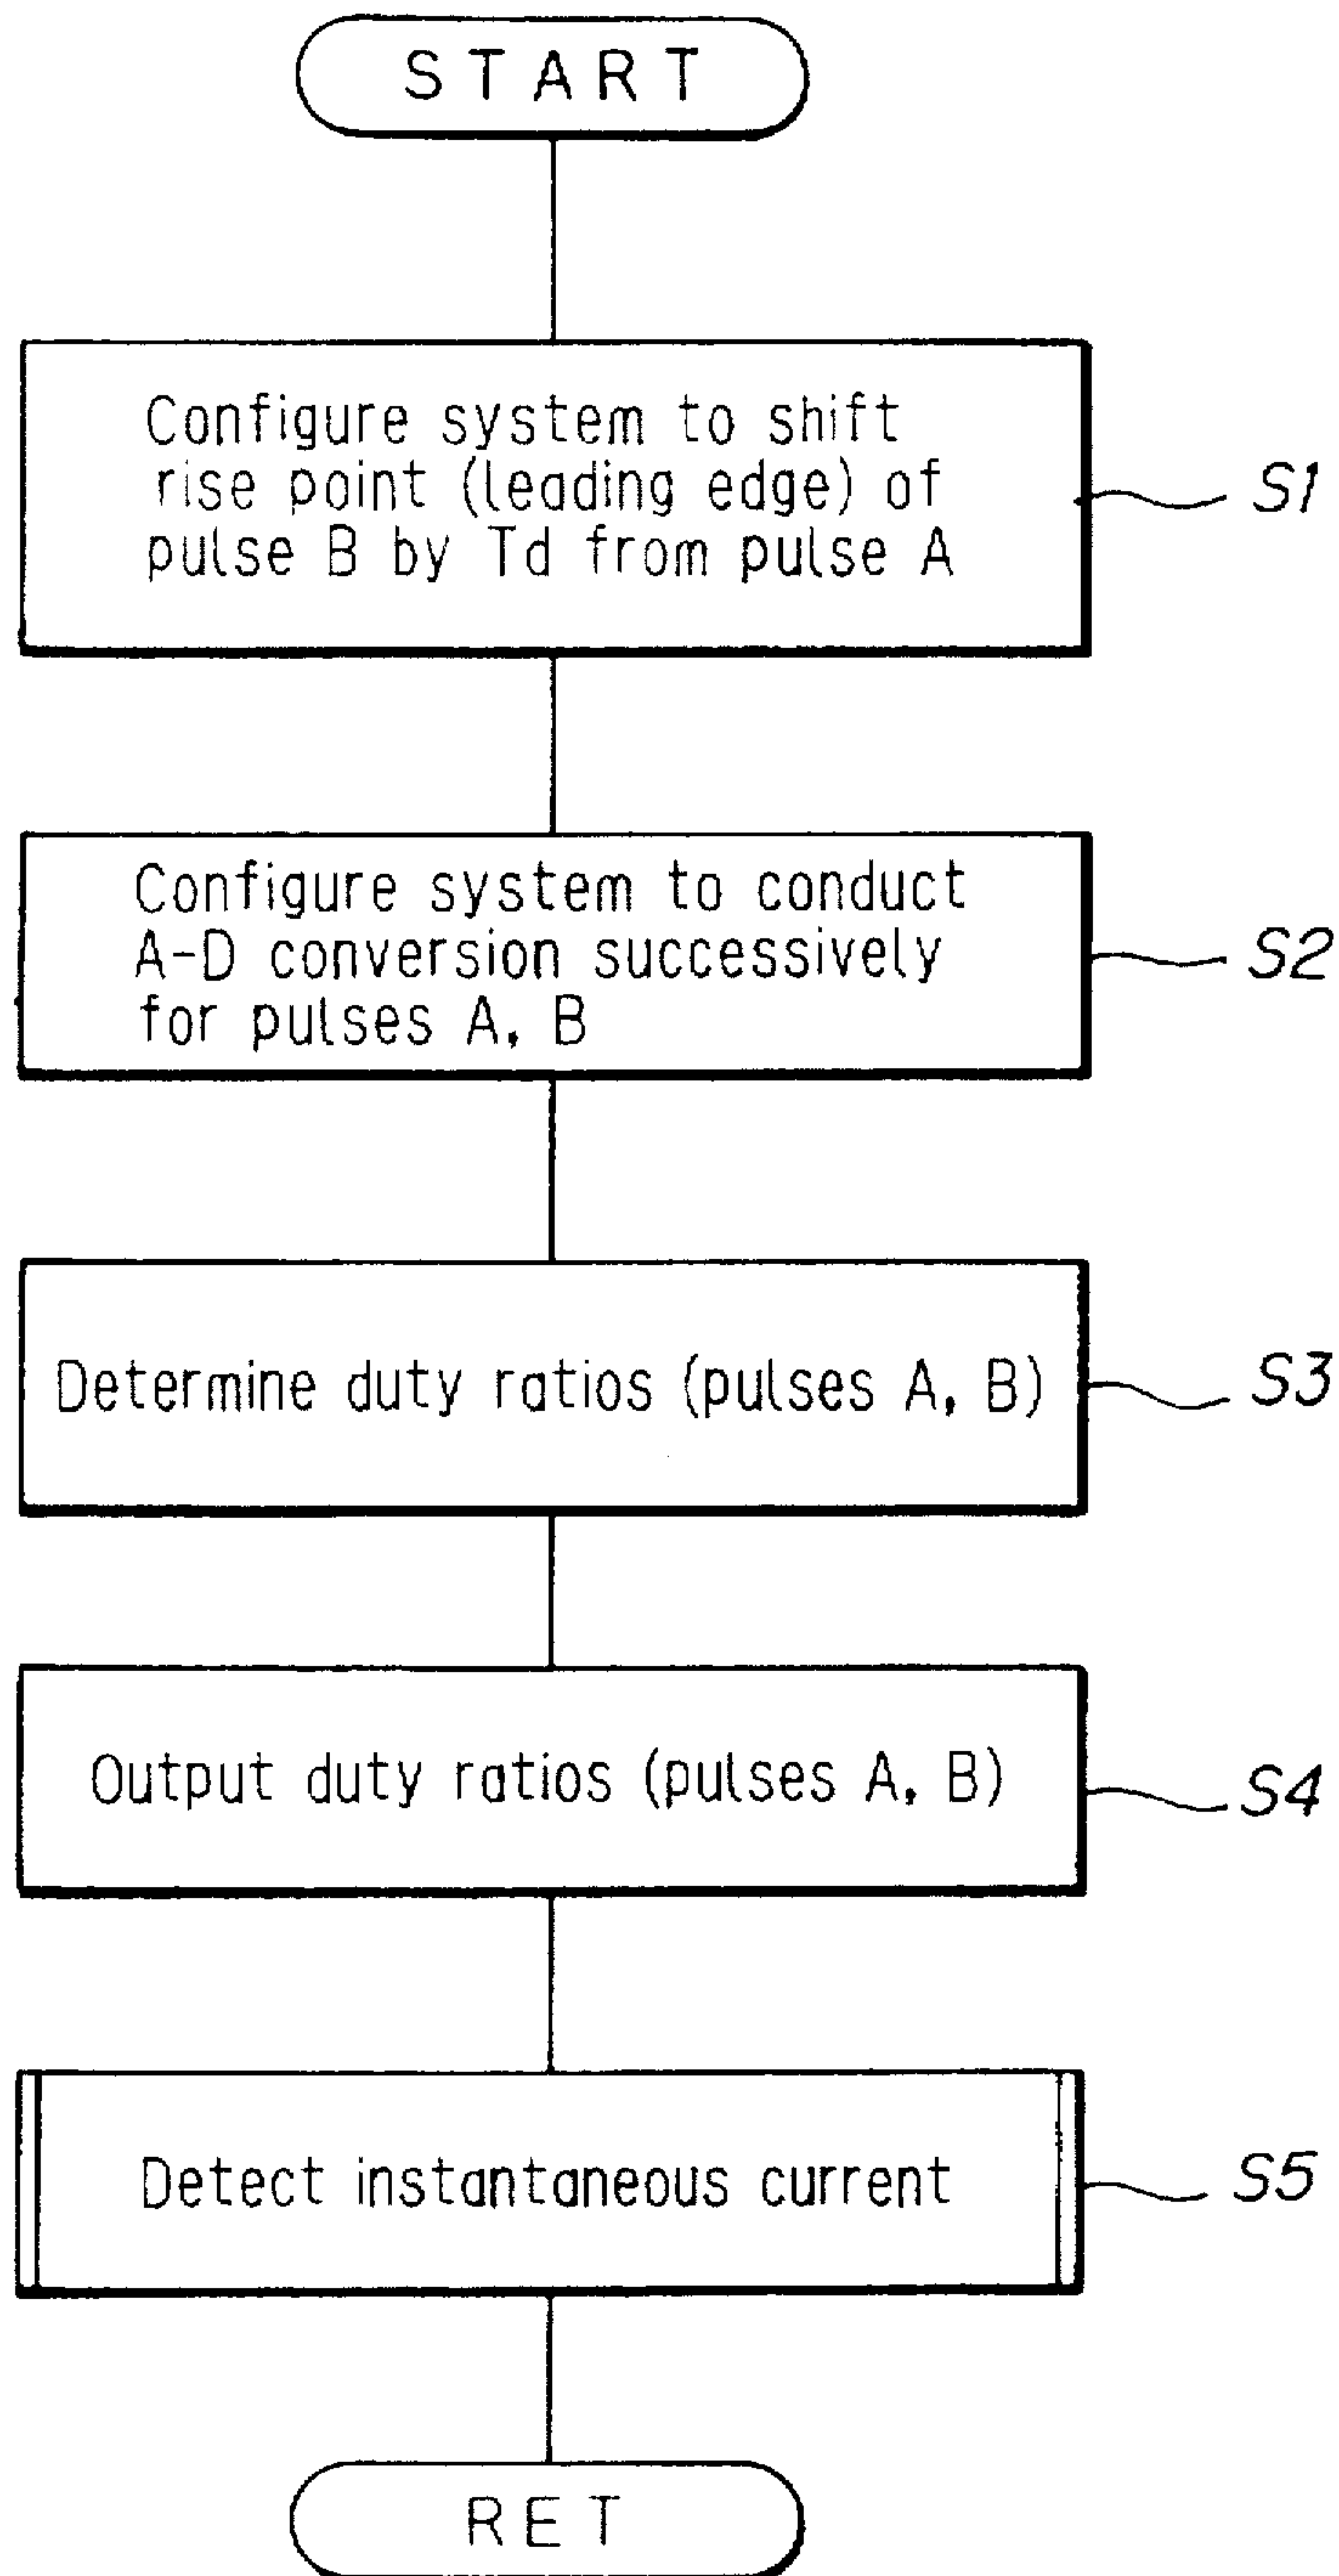 START
Configure system to shift
rise point (leading edge) of
pulse B by Td from pulse A
S1
Configure system to conduct
A-D conversion successively
for pulses A, B
S2
Determine duty ratios (pulses A, B)
S3
Output duty ratios (pulses A, B)
S4
Detect instantaneous current
S5
RET